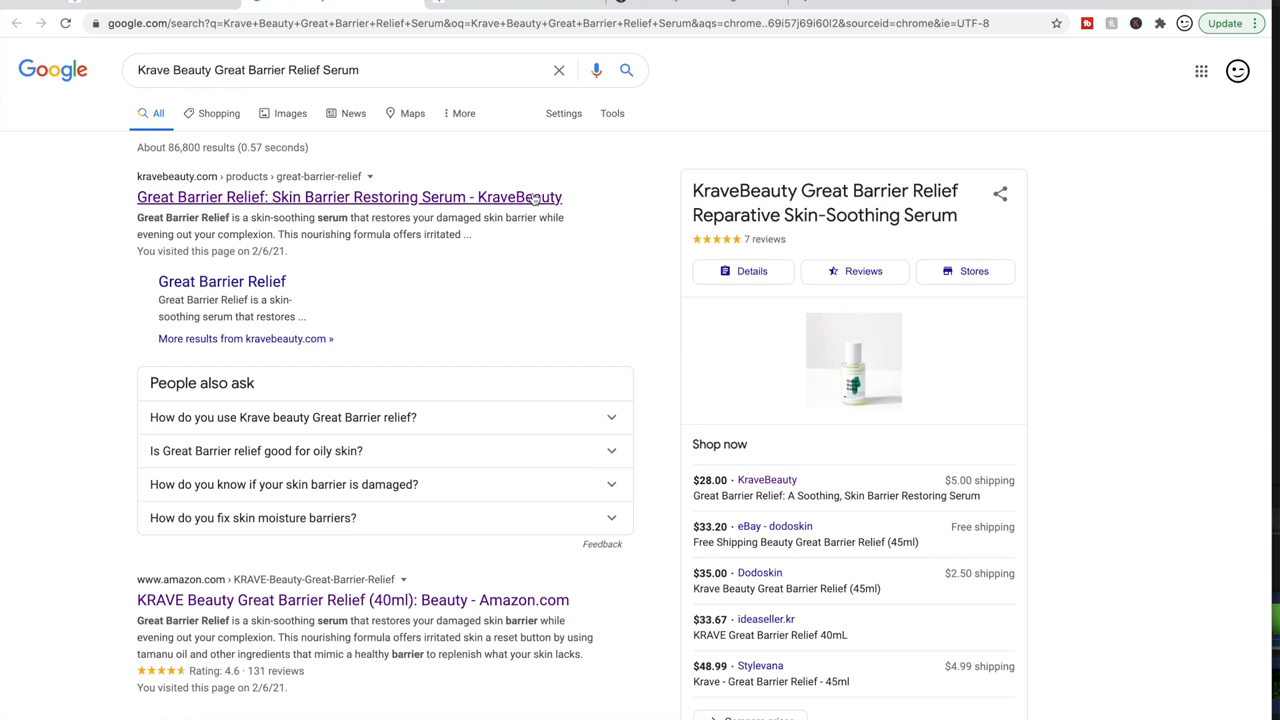 google.com/search?q=Krave+Beauty+Great+Barrier+Relief+Serum&oq=Krave+Beauty+Great+Barrier+Relief+Serum&aqs=chrome..69i57j69i60l2&sourceid=chrome&ie=UTF-8
Update
Google
Krave Beauty Great Barrier Relief Serum
All
Shopping
Images
News
Maps
More
Settings
Tools
About 86,800 results (0.57 seconds)
kravebeauty.com › products › great-barrier-relief
Great Barrier Relief: Skin Barrier Restoring Serum - KraveBeauty
Great Barrier Relief is a skin-soothing serum that restores your damaged skin barrier while
evening out your complexion. This nourishing formula offers irritated ...
You visited this page on 2/6/21.
Great Barrier Relief
Great Barrier Relief is a skin-
soothing serum that restores ...
More results from kravebeauty.com »
People also ask
How do you use Krave beauty Great Barrier relief?
Is Great Barrier relief good for oily skin?
How do you know if your skin barrier is damaged?
How do you fix skin moisture barriers?
Feedback
www.amazon.com › KRAVE-Beauty-Great-Barrier-Relief
KRAVE Beauty Great Barrier Relief (40ml): Beauty - Amazon.com
Great Barrier Relief is a skin-soothing serum that restores your damaged skin barrier while
evening out your complexion. This nourishing formula offers irritated skin a reset button by using
tamanu oil and other ingredients that mimic a healthy barrier to replenish what your skin lacks.
Rating: 4.6 · 131 reviews
You visited this page on 2/6/21.
KraveBeauty Great Barrier Relief
Reparative Skin-Soothing Serum
7 reviews
Details
Reviews
Stores
Shop now
$28.00 · KraveBeauty $5.00 shipping
Great Barrier Relief: A Soothing, Skin Barrier Restoring Serum
$33.20 · eBay - dodoskin Free shipping
Free Shipping Beauty Great Barrier Relief (45ml)
$35.00 · Dodoskin $2.50 shipping
Krave Beauty Great Barrier Relief (45ml)
$33.67 · ideaseller.kr
KRAVE Great Barrier Relief 40mL
$48.99 · Stylevana $4.99 shipping
Krave - Great Barrier Relief - 45ml